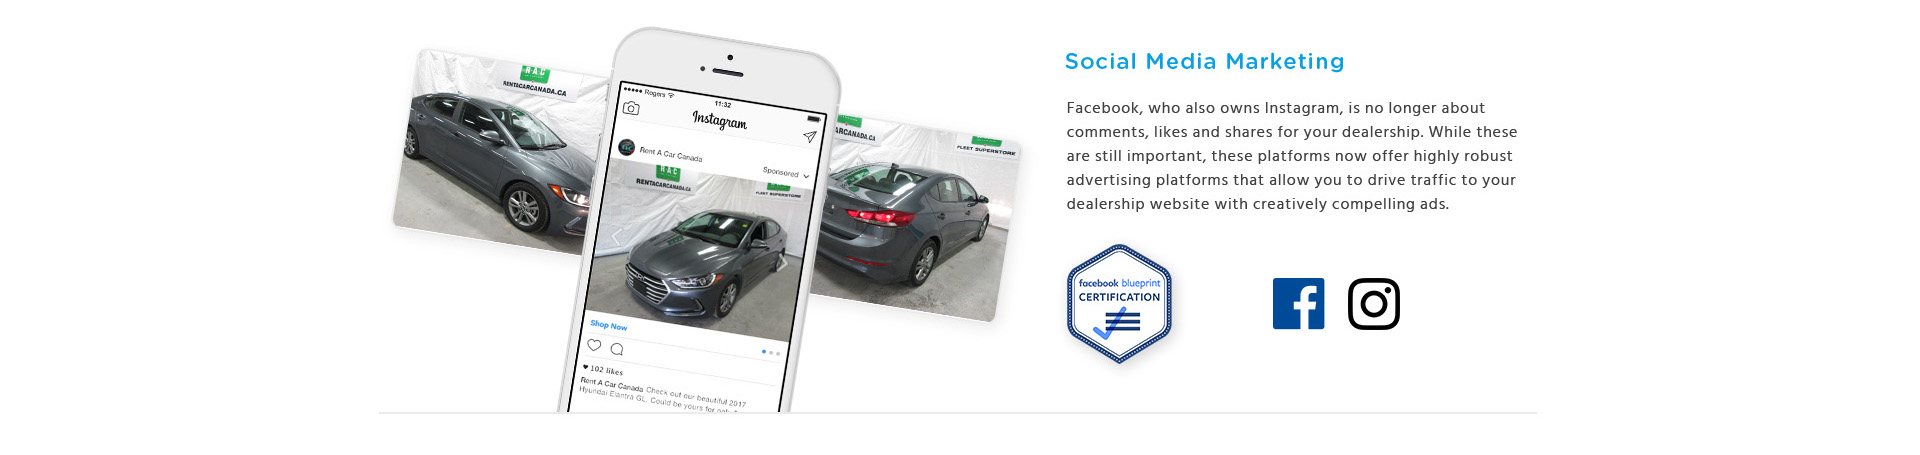 Social Media Marketing
Facebook, who also owns Instagram, is no longer about
comments, likes and shares for your dealership. While these
are still important, these platforms now offer highly robust
advertising platforms that allow you to drive traffic to your
dealership website with creatively compelling ads.
facebook blueprint
CERTIFICATION
RAC
RENTACARCANADA.CA
Rogers
11:32
Instagram
Rent A Car Canada
Sponsored
RAC
RENTACARCANADA.CA
FLEET SUPERSTORE
Shop Now
102 likes
Rent A Car Canada Check out our beautiful 2017
Hyundai Elantra GL. Could be yours for only
ARCANADA.CA
FLEET SUPERSTORE